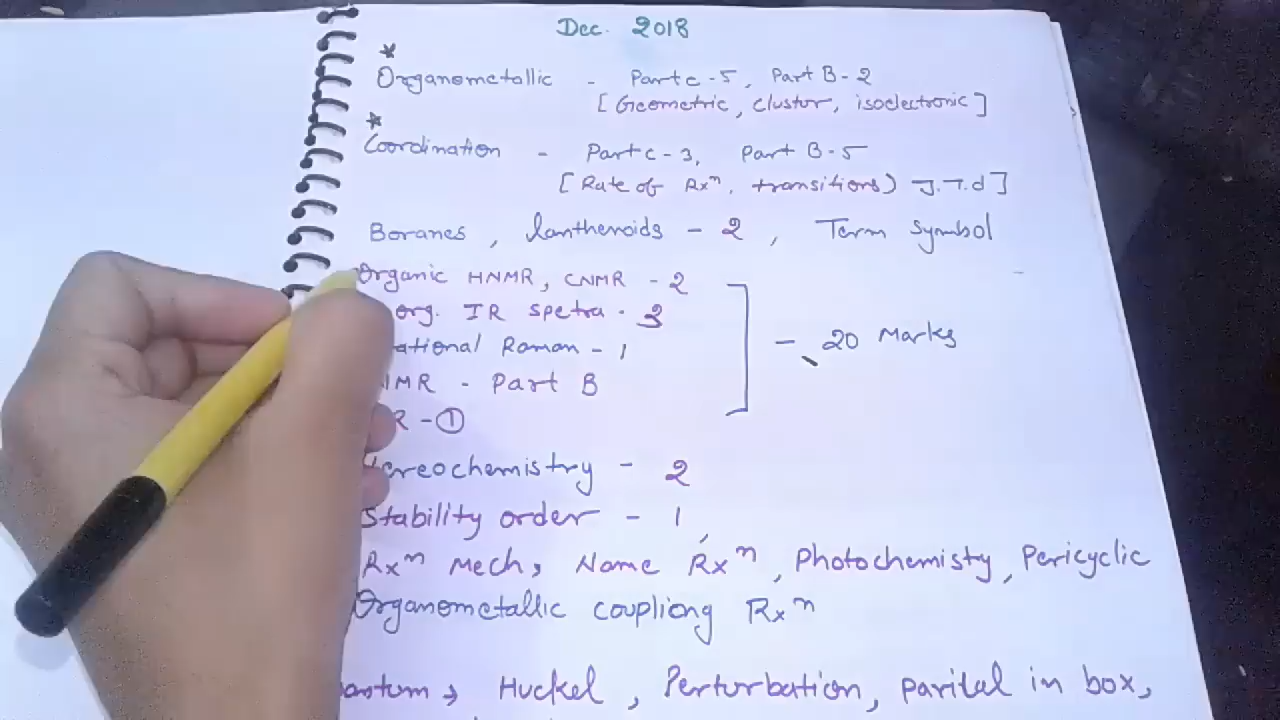 Dec. 2018
* Organometallic - Part c - 5, Part B - 2
[Geometric, cluster, isoelectronic]
* Coordination - Part c - 3, Part B - 5
[Rate of Rxⁿ, transitions) J.T.d]
Boranes, lanthenoids - 2, Term Symbol
Organic HNMR, CNMR - 2
org. IR spetra - 3
ational Raman - 1
MR - Part B
R - ①
- 20 Marks
ereochemistry - 2
Stability order - 1
Rxⁿ Mech, Name Rxⁿ, Photochemisty, Pericyclic
Organometallic coupliong Rxⁿ
antum, Huckel, Perturbation, parital in box,